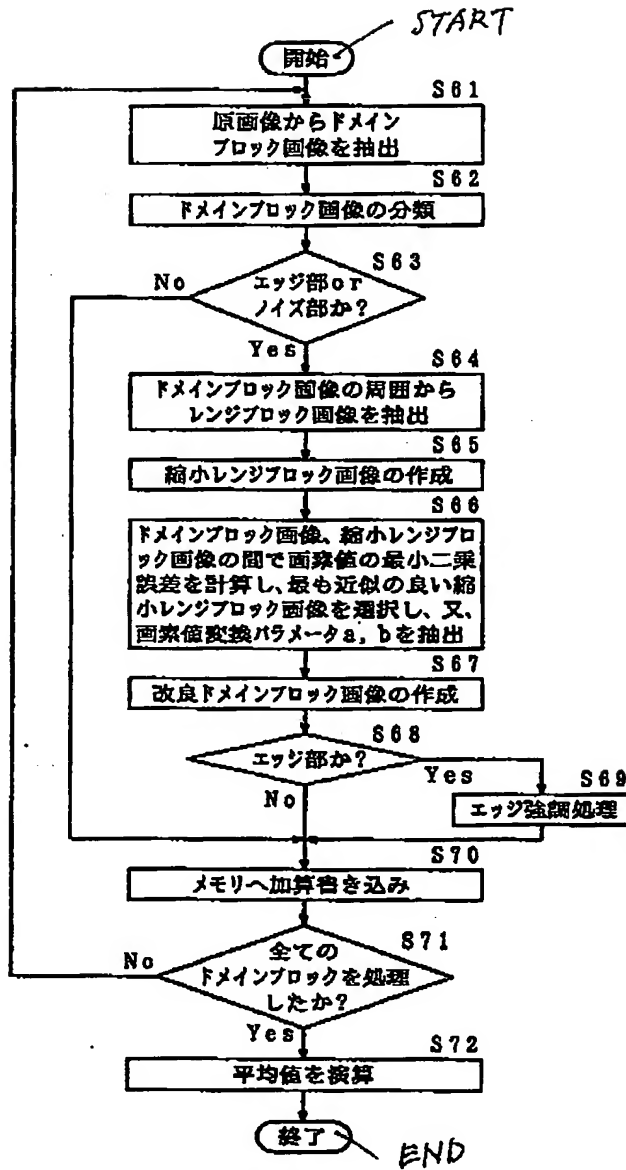 START
開始
S61
原画像からドメイン
ブロック画像を抽出
S62
ドメインブロック画像の分類
S63
エッジ部or
ノイズ部か？
No
Yes
S64
ドメインブロック画像の周囲から
レンジブロック画像を抽出
S65
縮小レンジブロック画像の作成
S66
ドメインブロック画像、縮小レンジブロ
ック画像の間で画素値の最小二乗
誤差を計算し、最も近似の良い縮
小レンジブロック画像を選択し、又、
画素値変換パラメータa, bを抽出
S67
改良ドメインブロック画像の作成
S68
エッジ部か？
Yes
No
S69
エッジ強調処理
S70
メモリへ加算書き込み
S71
全ての
ドメインブロックを処理
したか？
No
Yes
S72
平均値を演算
終了
END